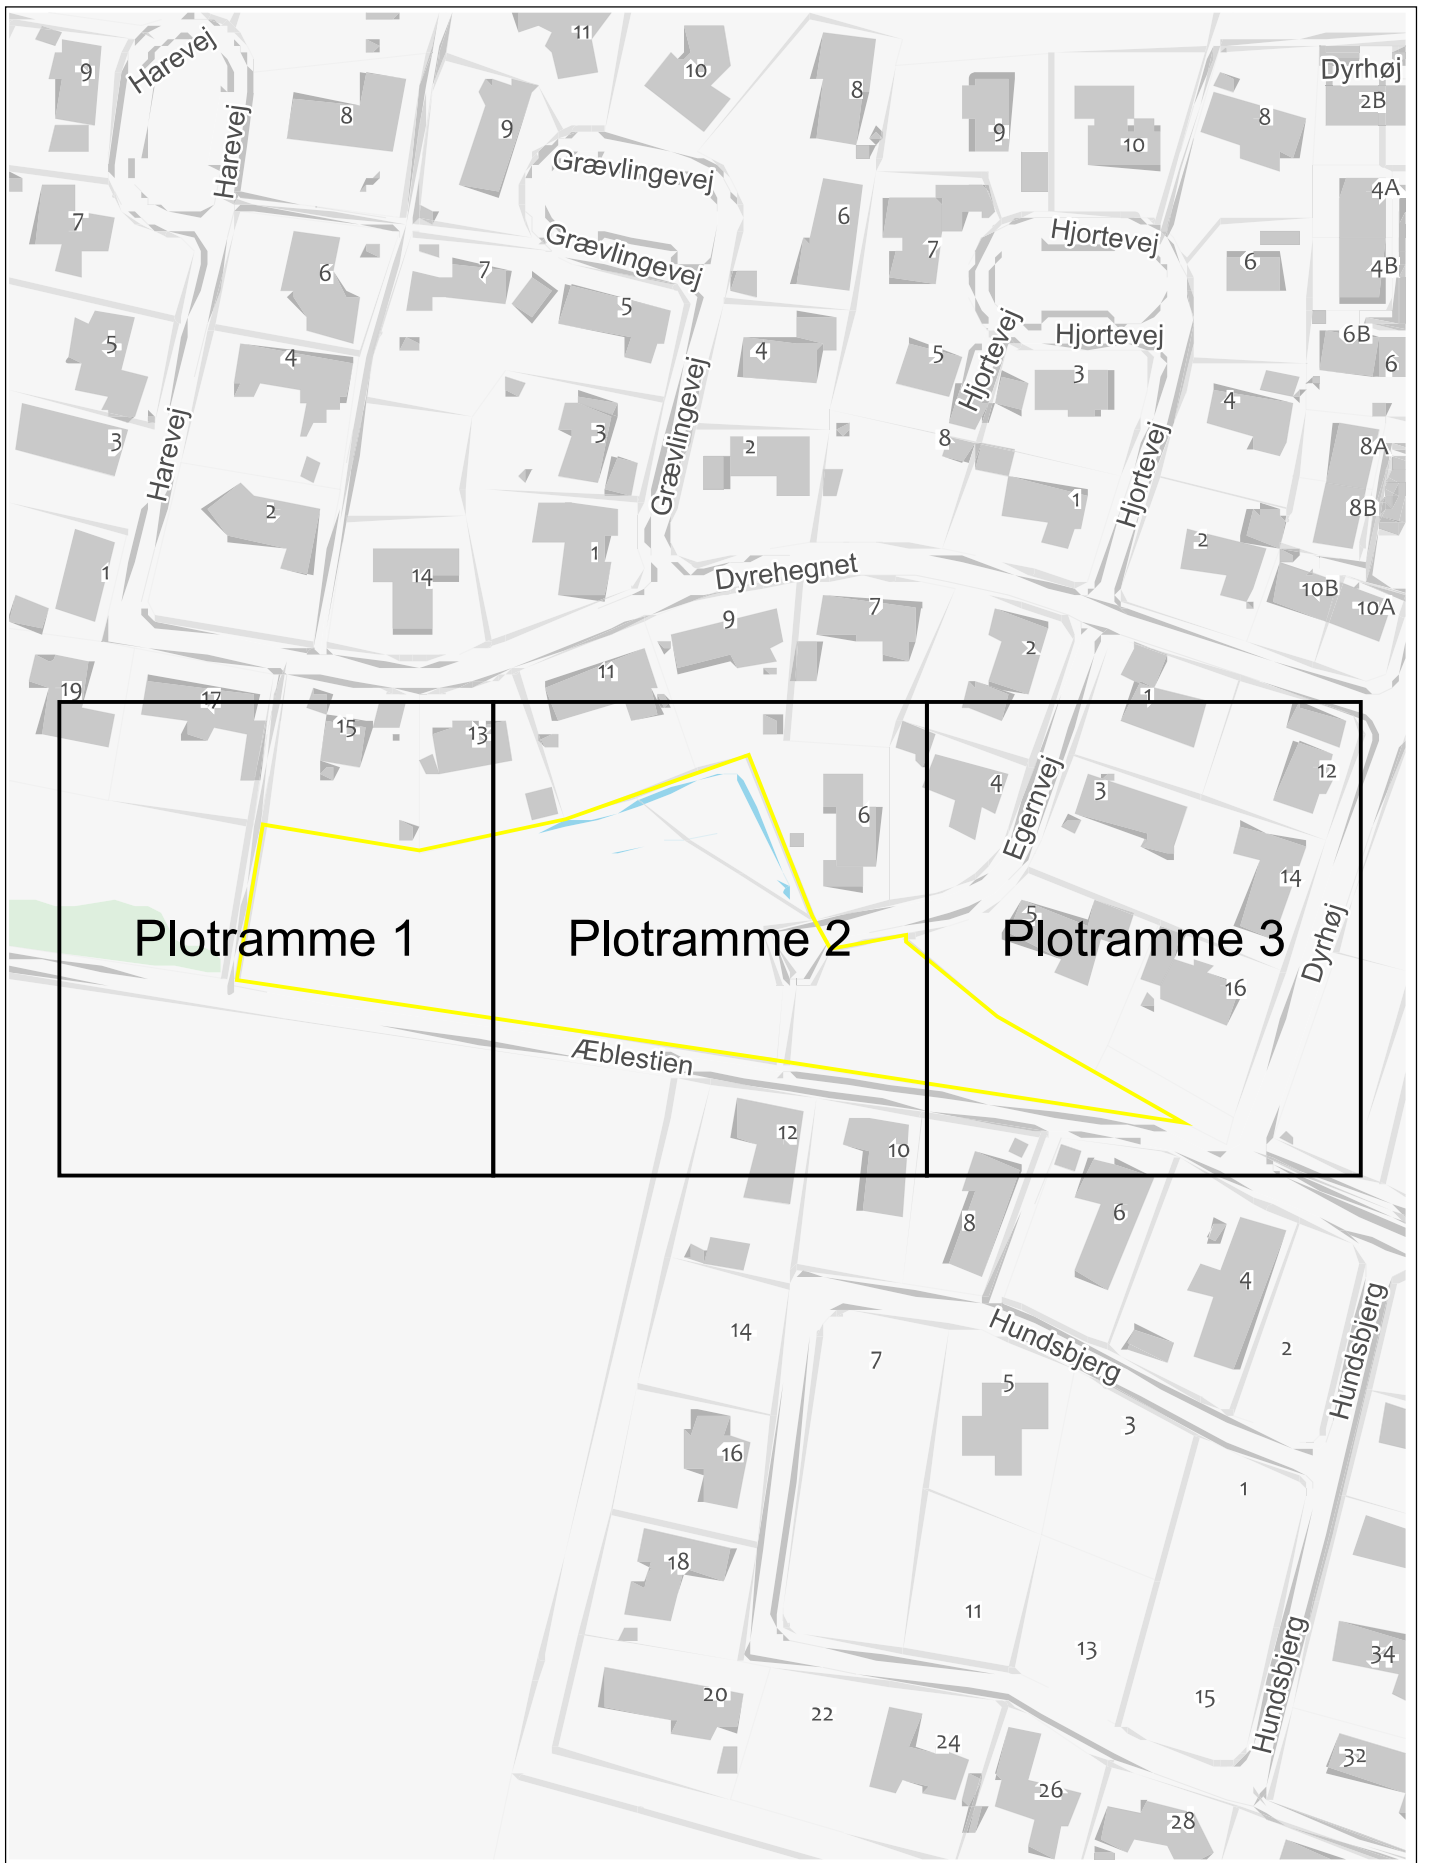 11
Harevej
9
10
Dyrhøj
8
2B
8
Harevej
9
9
10
8
Grævlingevej
4A
7
6
Hjortevej
Grævlingevej
7
6
4B
6
7
5
Hjortevej
Hjortevej
6B
5
4
4
5
3
6
Grævlingevej
4
3
Harevej
3
2
8
8A
Hjortevej
2
1
8B
1
14
1
2
Dyrehegnet
10B
10A
9
7
11
2
19
17
15
13
1
4
3
12
6
Egernvej
14
5
Plotramme 1
Plotramme 2
Plotramme 3
Dyrhøj
16
Æblestien
12
10
8
6
4
14
Hundsbjerg
2
Hundsbjerg
7
5
3
16
1
18
11
13
Hundsbjerg
34
20
15
22
24
32
26
28